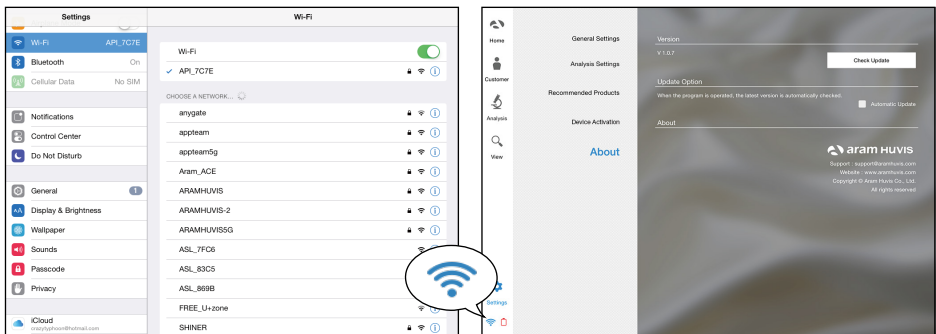 Settings
Wi-Fi
Wi-Fi API_7C7E
Bluetooth On
Cellular Data No SIM
Notifications
Control Center
Do Not Disturb
General 1
Display & Brightness
Wallpaper
Sounds
Passcode
Privacy
iCloud
crazytyphoon@hotmail.com
Wi-Fi
API_7C7E
CHOOSE A NETWORK...
anygate
appteam
appteam5g
Aram_ACE
ARAMHUVIS
ARAMHUVIS-2
ARAMHUVIS5G
ASL_7FC6
ASL_83C5
ASL_869B
FREE_U+zone
SHINER
Home
Customer
Analysis
View
Settings
General Settings
Analysis Settings
Recommended Products
Device Activation
About
Version
V 1.0.7
Check Update
Update Option
When the program is operated, the latest version is automatically checked.
Automatic Update
About
aram HUVIS
Support : support@aramhuvis.com
Website : www.aramhuvis.com
Copyright © Aram Huvis Co., Ltd.
All rights reserved